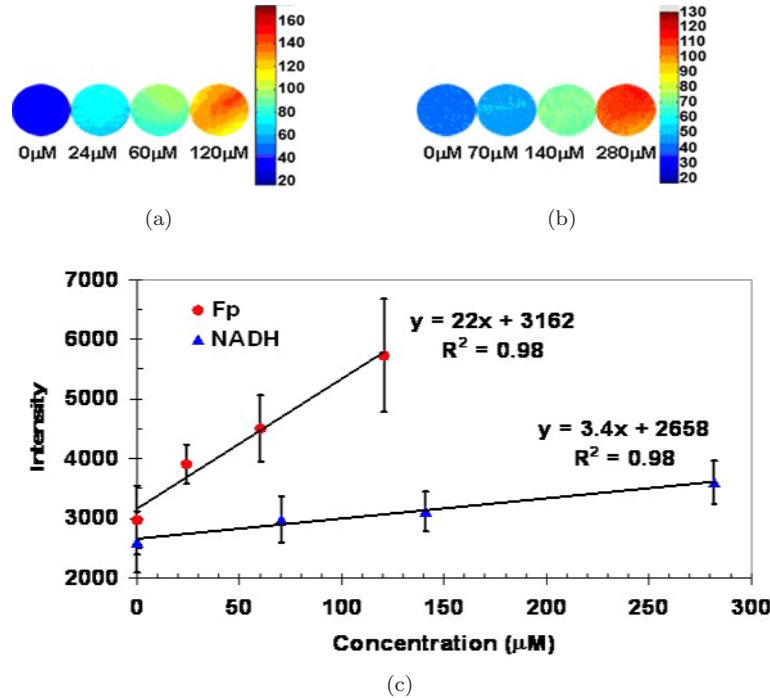 160
140
120
100
80
60
40
20
0μM 24μM 60μM 120μM
(a)
130
120
110
100
90
80
70
60
50
40
30
20
0μM 70μM 140μM 280μM
(b)
7000
6000
5000
4000
3000
2000
Intensity
Fp
NADH
y = 22x + 3162
R² = 0.98
y = 3.4x + 2658
R² = 0.98
0 50 100 150 200 250 300
Concentration (μM)
(c)